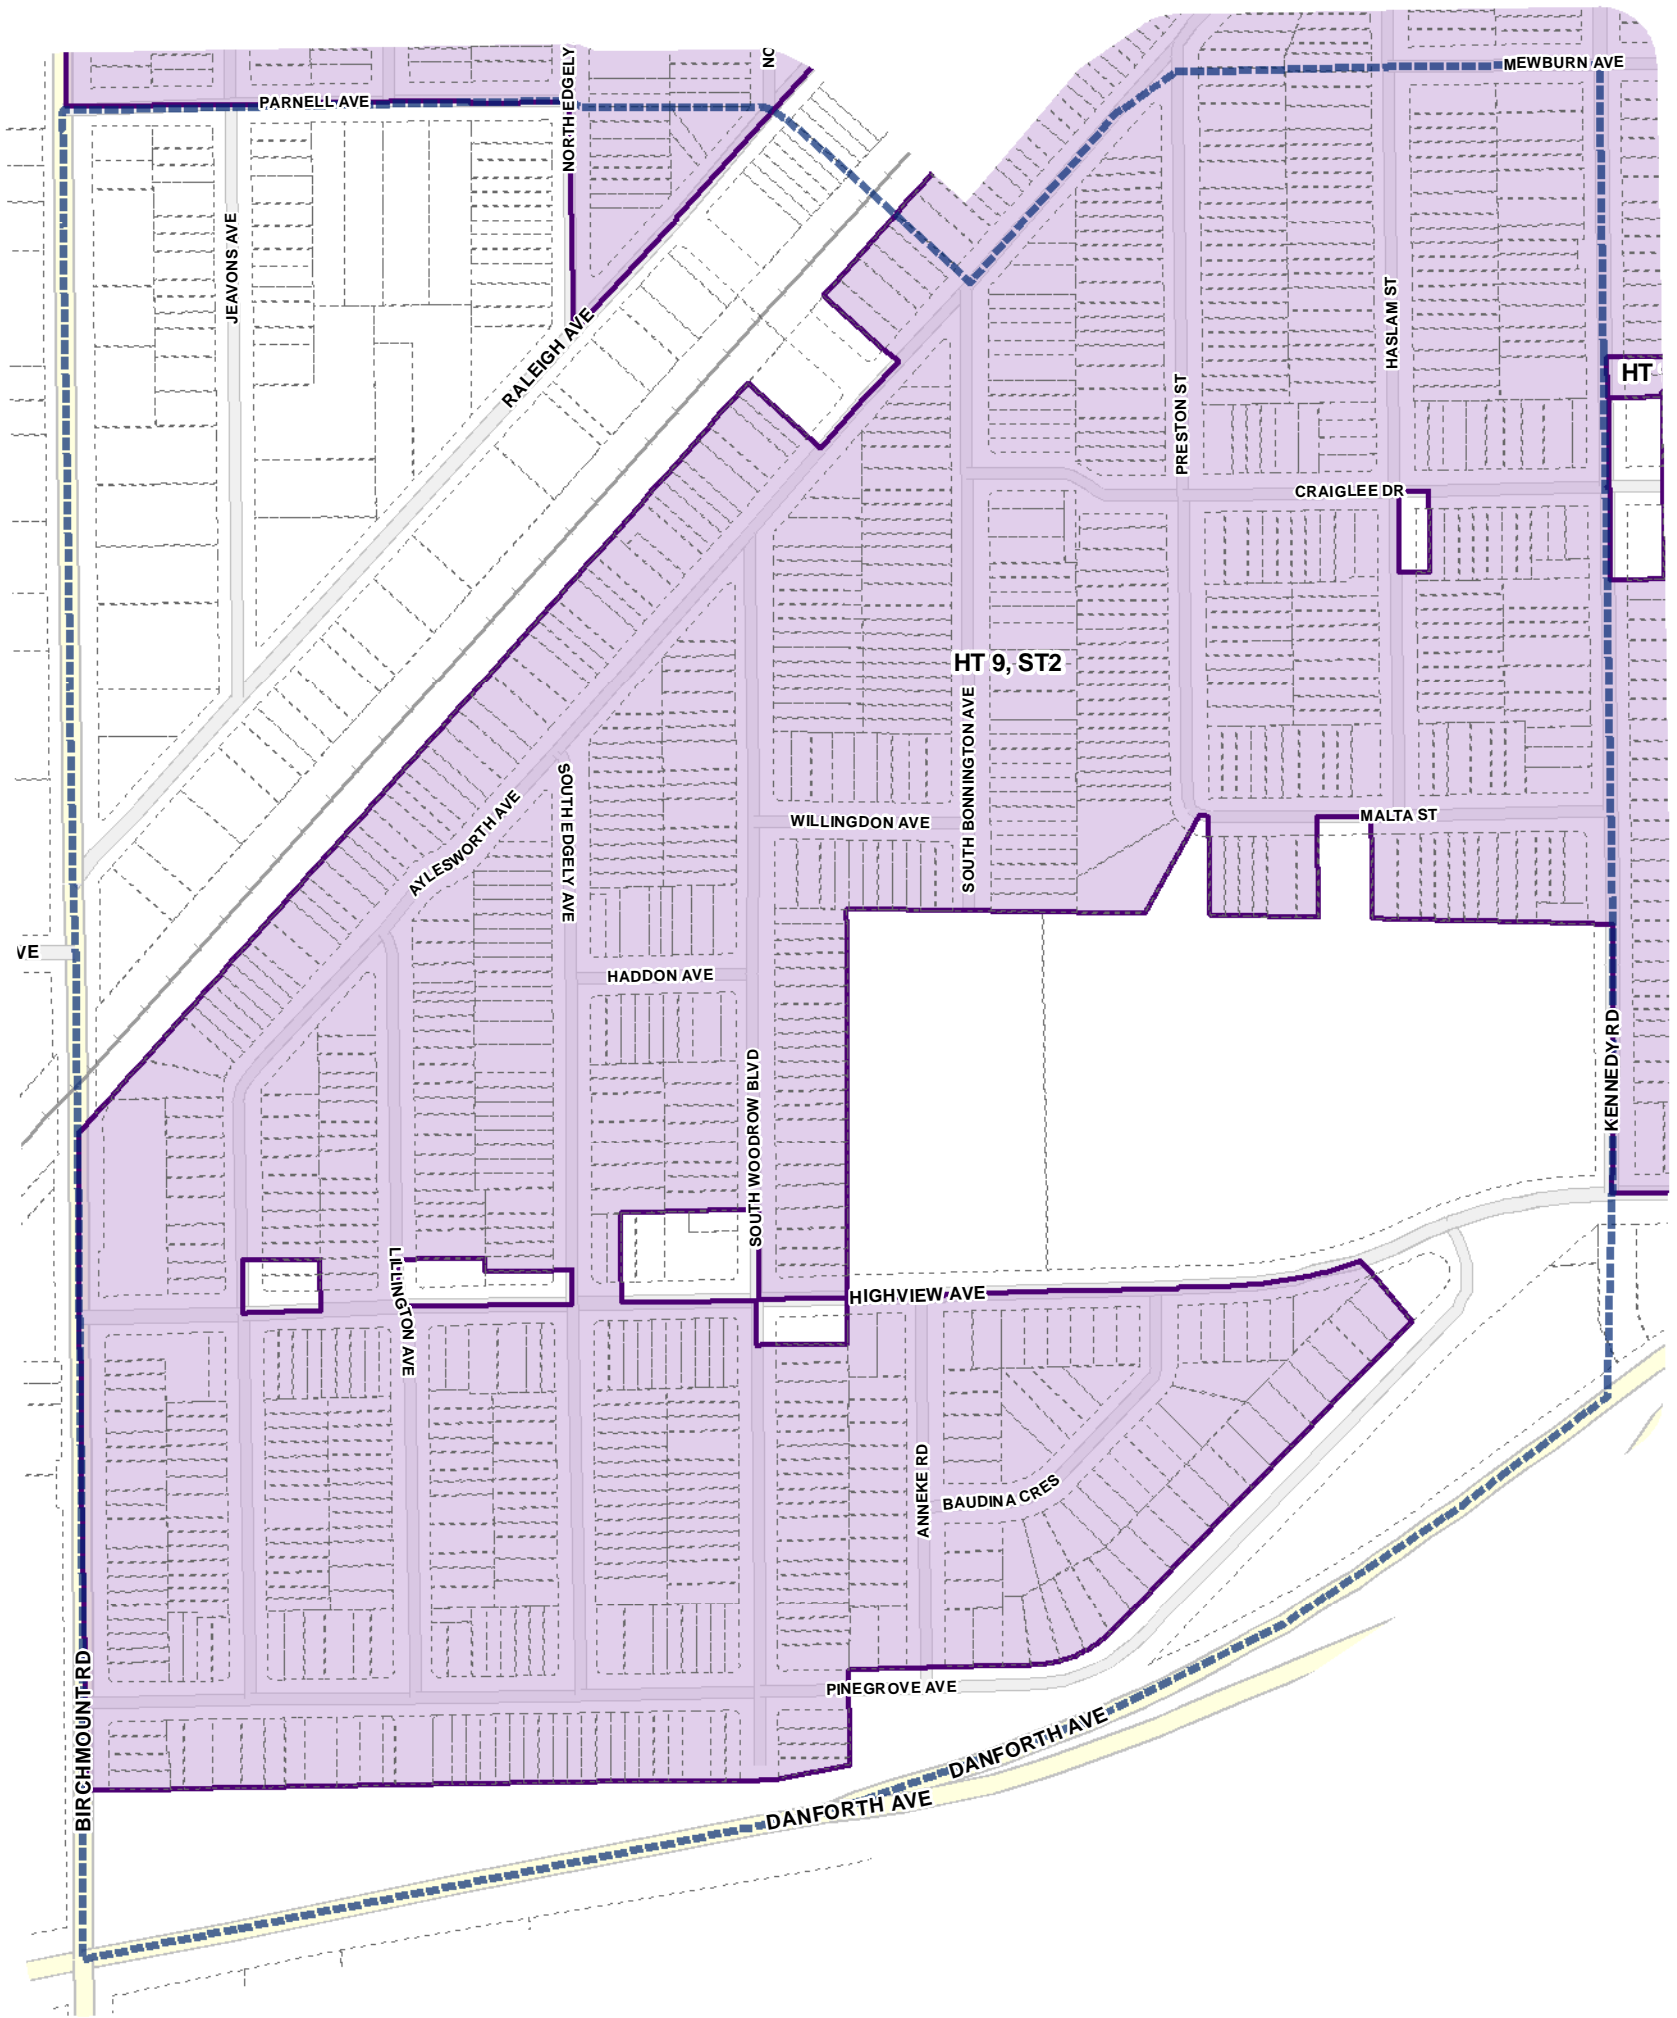 NC
NORTH EDGELY
MEWBURN AVE
PARNELL AVE
JEAVONS AVE
RALEIGH AVE
HASLAM ST
HT
PRESTON ST
CRAIGLEE DR
HT 9, ST2
SOUTH BONNINGTON AVE
SOUTH EDGELY AVE
AYLESWORTH AVE
WILLINGDON AVE
MALTA ST
VE
HADDON AVE
KENNEDY RD
SOUTH WOODROW BLVD
LILLINGTON AVE
HIGHVIEW AVE
ANNEKE RD
BAUDINA CRES
PINEGROVE AVE
BIRCHMOUNT RD
DANFORTH AVE
DANFORTH AVE